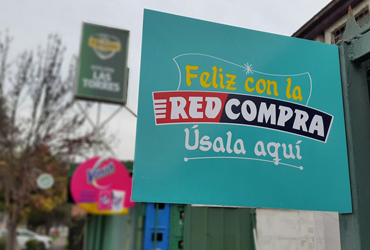 Feliz con la
REDCOMPRA
Úsala aquí
LAS
TORRES